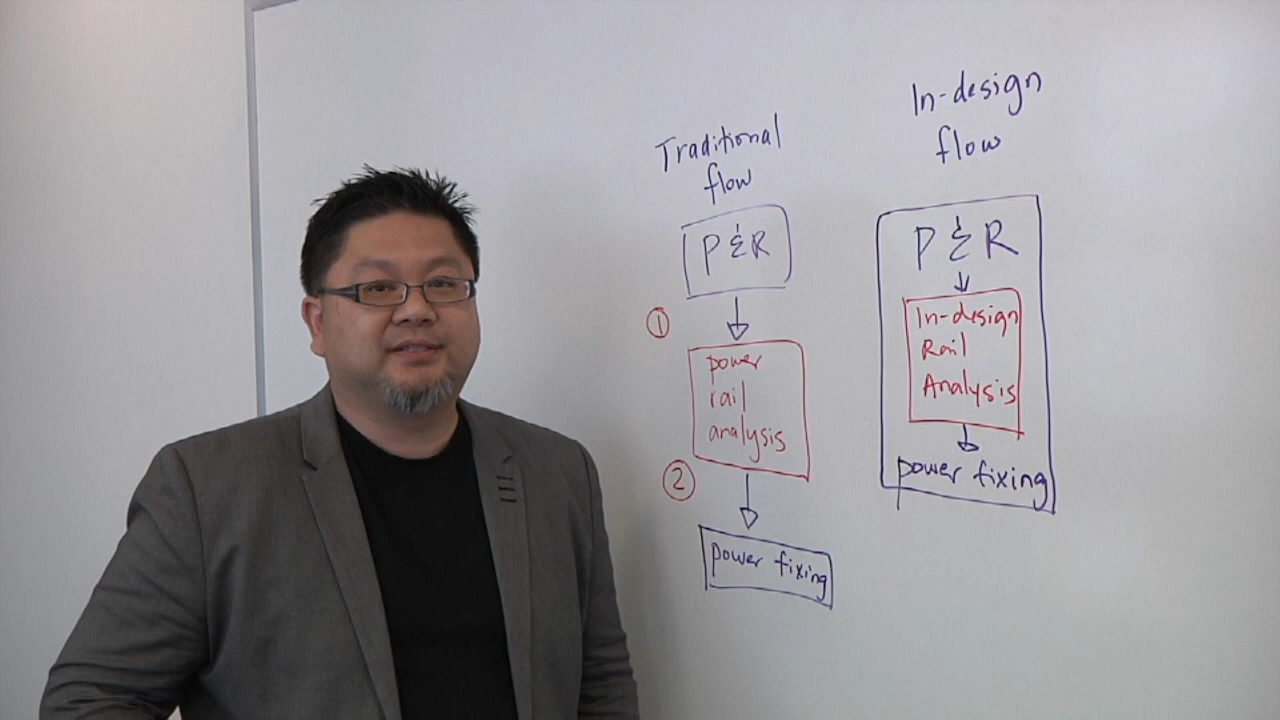 Traditional
flow
P & R
①
power
rail
analysis
②
power fixing
In-design
flow
P & R
In-design
Rail
Analysis
power fixing